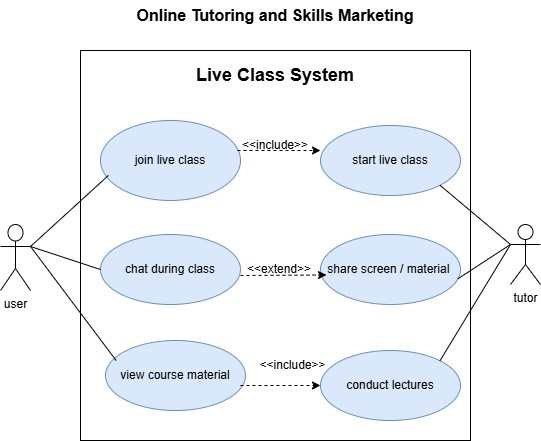 Online Tutoring and Skills Marketing
Live Class System
join live class
<<include>>
start live class
chat during class
<<extend>>
share screen / material
user
tutor
view course material
<<include>>
conduct lectures